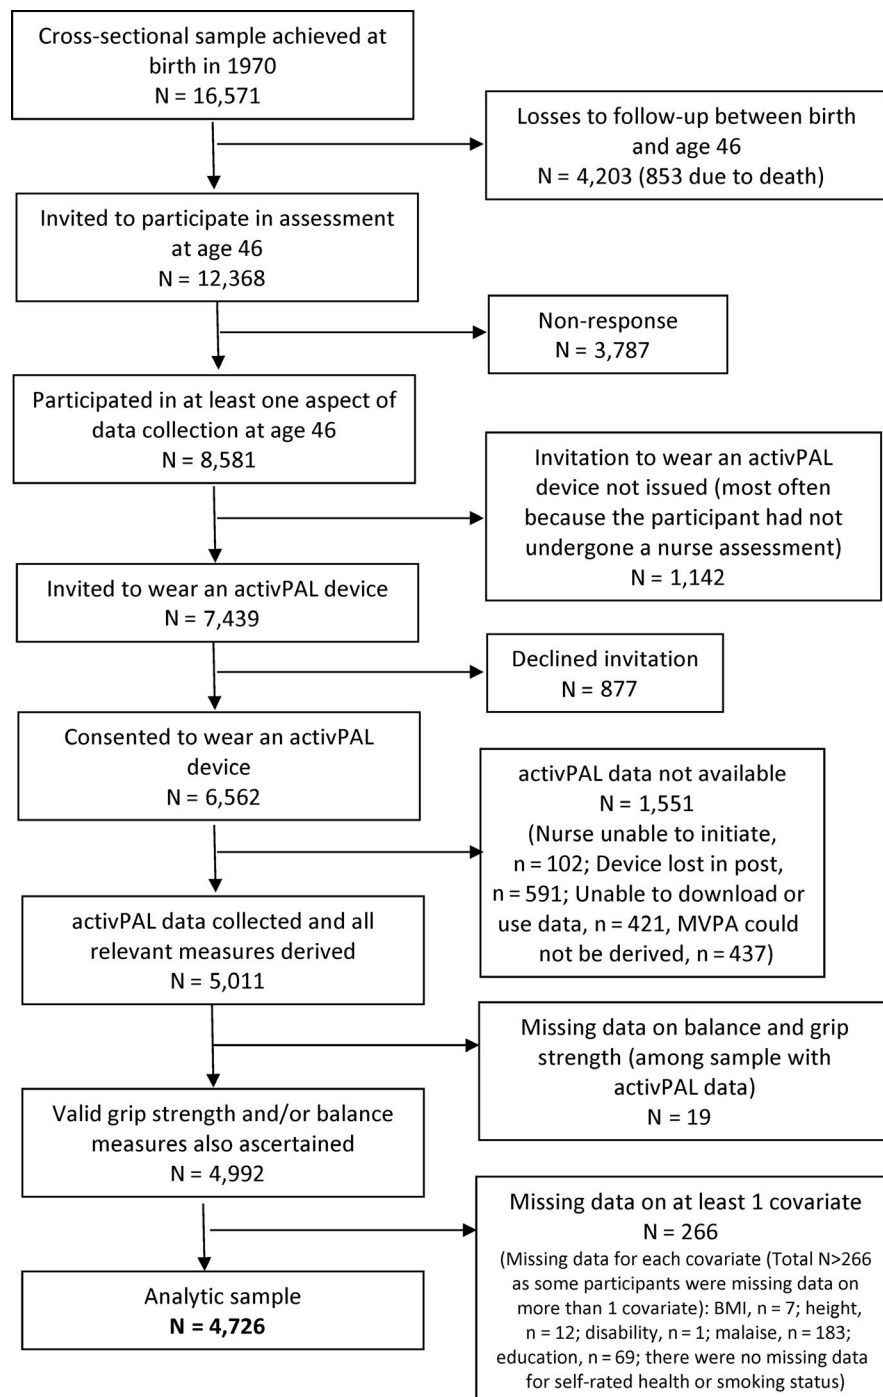 Cross-sectional sample achieved at
birth in 1970
N = 16,571
Losses to follow-up between birth
and age 46
N = 4,203 (853 due to death)
Invited to participate in assessment
at age 46
N = 12,368
Non-response
N = 3,787
Participated in at least one aspect of
data collection at age 46
N = 8,581
Invitation to wear an activPAL
device not issued (most often
because the participant had not
undergone a nurse assessment)
N = 1,142
Invited to wear an activPAL device
N = 7,439
Declined invitation
N = 877
Consented to wear an activPAL
device
N = 6,562
activPAL data not available
N = 1,551
(Nurse unable to initiate,
n = 102; Device lost in post,
n = 591; Unable to download or
use data, n = 421, MVPA could
not be derived, n = 437)
activPAL data collected and all
relevant measures derived
N = 5,011
Missing data on balance and grip
strength (among sample with
activPAL data)
N = 19
Valid grip strength and/or balance
measures also ascertained
N = 4,992
Missing data on at least 1 covariate
N = 266
(Missing data for each covariate (Total N>266
as some participants were missing data on
more than 1 covariate): BMI, n = 7; height,
n = 12; disability, n = 1; malaise, n = 183;
education, n = 69; there were no missing data
for self-rated health or smoking status)
Analytic sample
N = 4,726